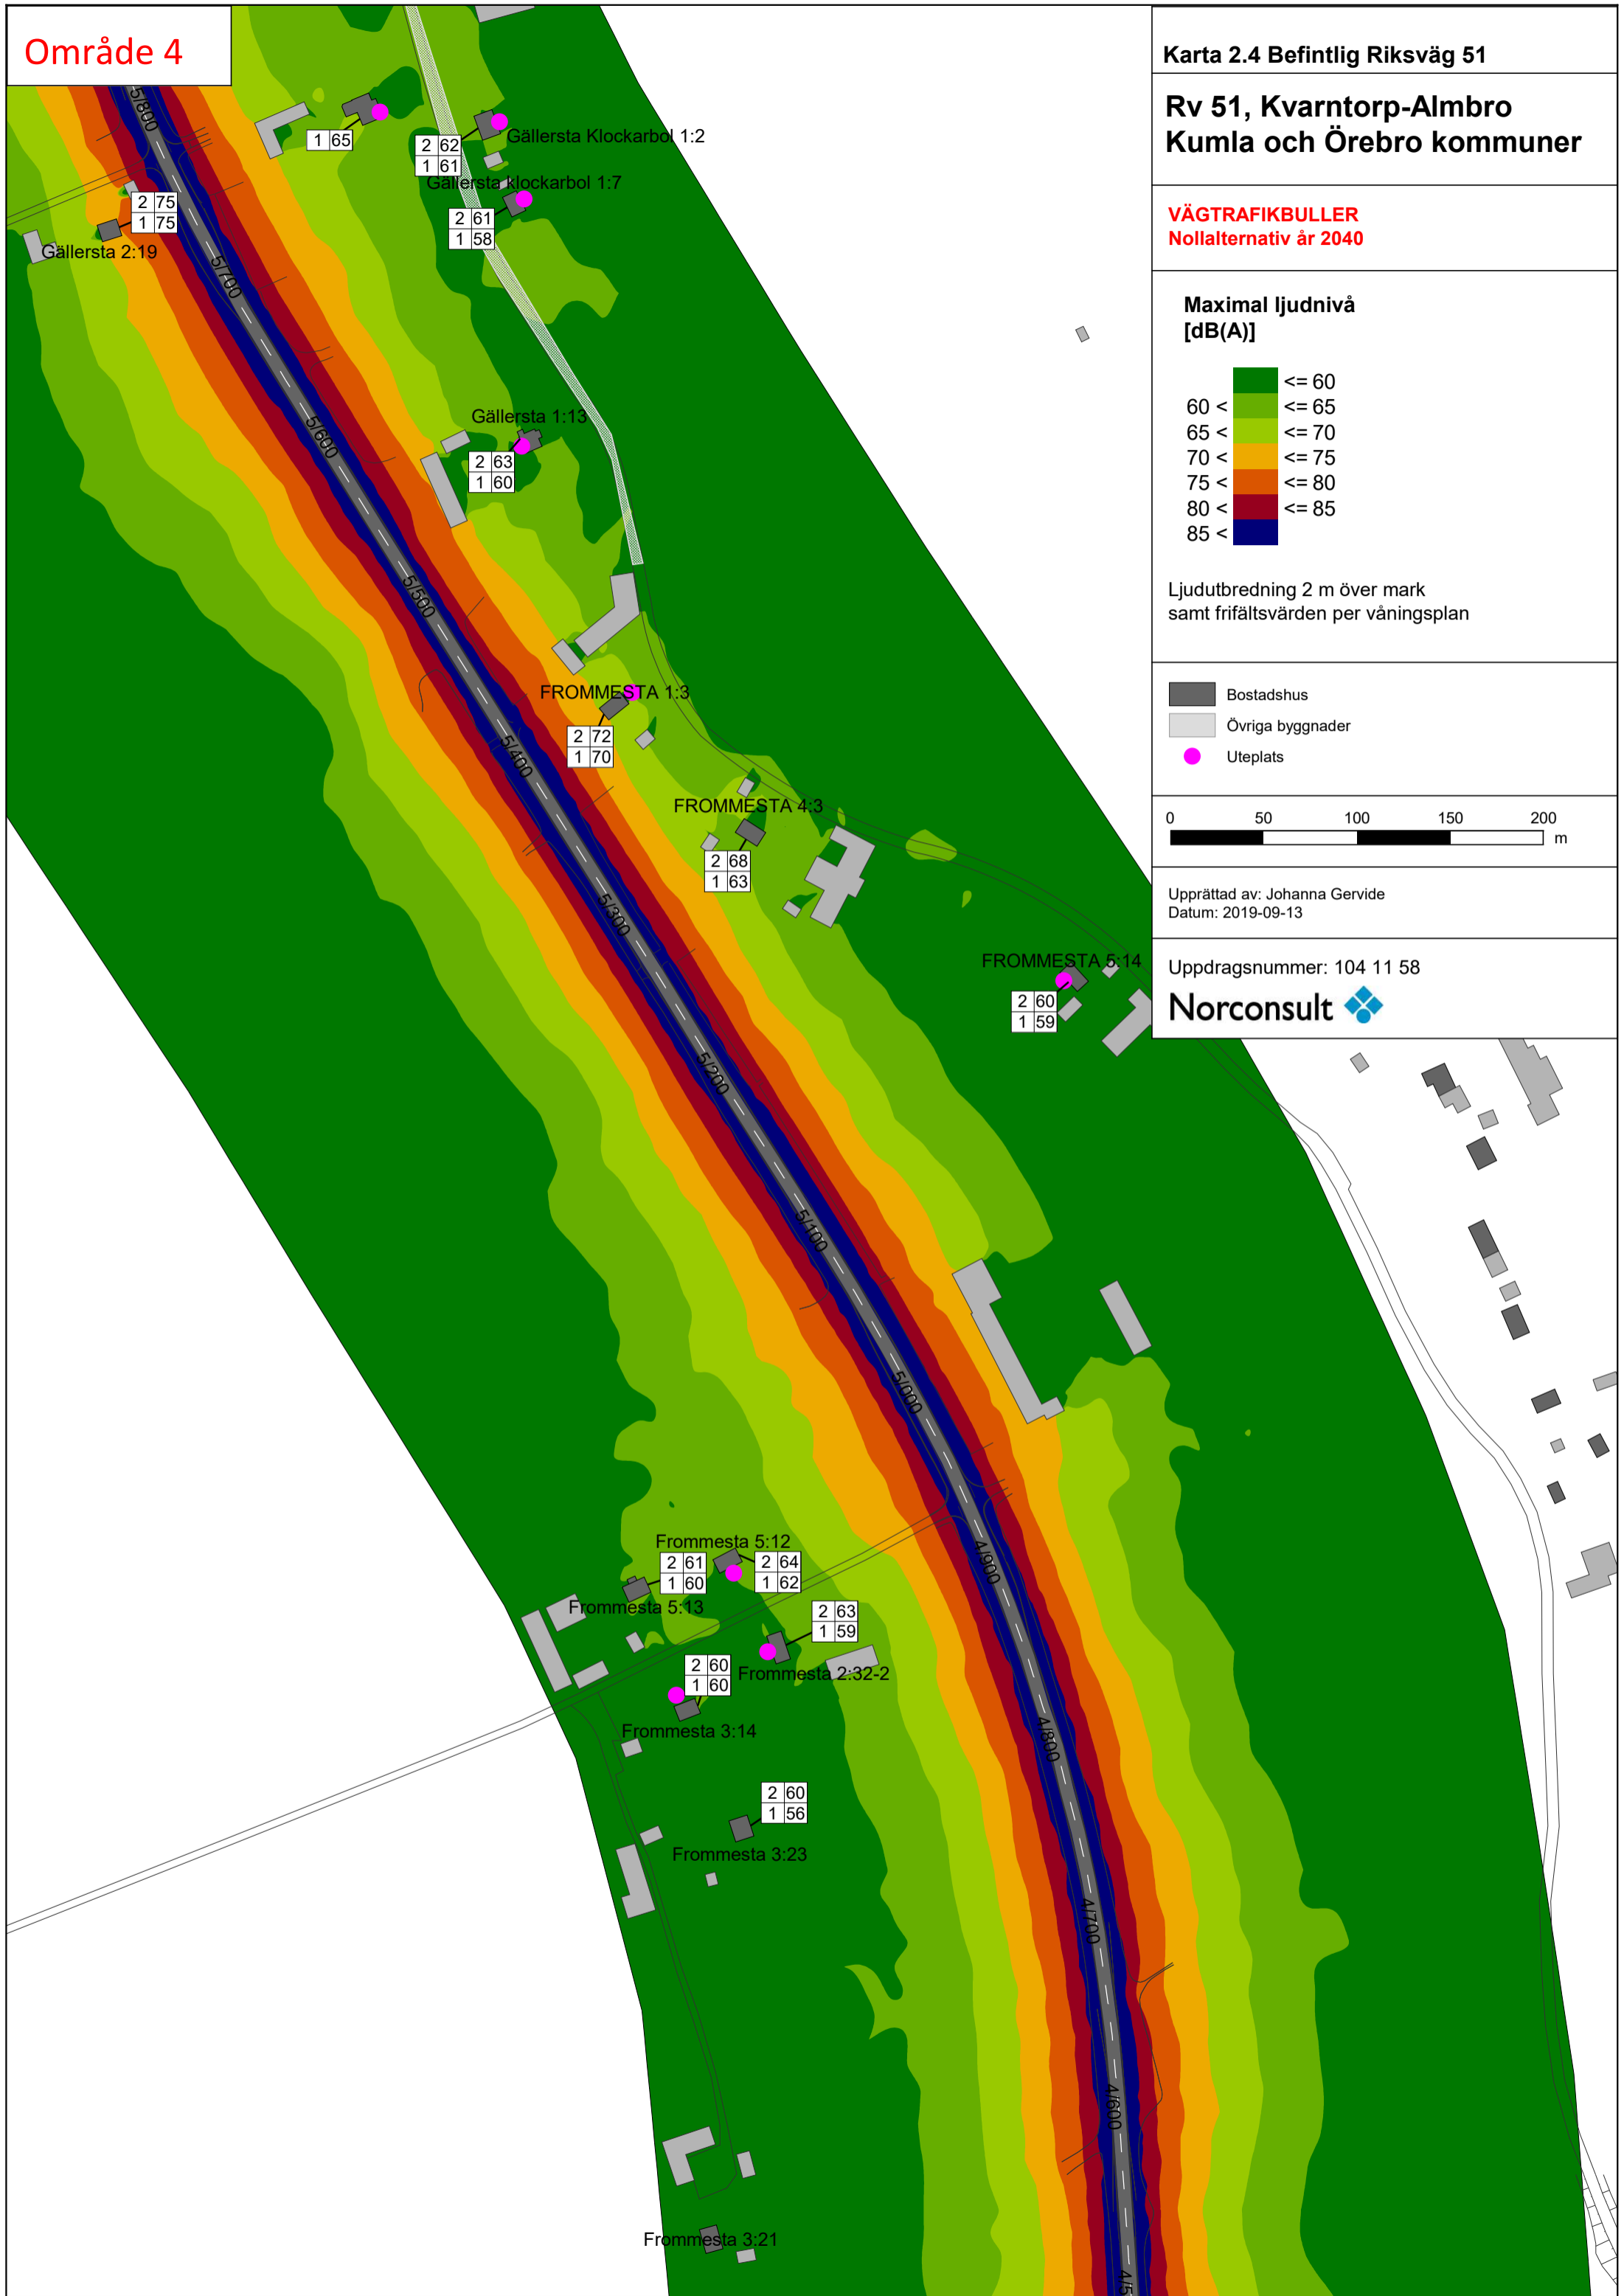 Område 4
Karta 2.4 Befintlig Riksväg 51
Rv 51, Kvarntorp-Almbro
Kumla och Örebro kommuner
VÄGTRAFIKBULLER
Nollalternativ år 2040
Maximal ljudnivå
[dB(A)]
<= 60
60 < <= 65
65 < <= 70
70 < <= 75
75 < <= 80
80 < <= 85
85 <
Ljudutbredning 2 m över mark
samt frifältsvärden per våningsplan
Bostadshus
Övriga byggnader
Uteplats
0 50 100 150 200
m
Upprättad av: Johanna Gervide
Datum: 2019-09-13
Uppdragsnummer: 104 11 58
Norconsult
5/800
1 65
2 62
1 61
Gällersta Klockarbol 1:2
Gällersta klockarbol 1:7
2 61
1 58
2 75
1 75
Gällersta 2:19
5/700
5/600
Gällersta 1:13
2 63
1 60
5/500
FROMMESTA 1:3
2 72
1 70
5/400
FROMMESTA 4:3
2 68
1 63
5/300
FROMMESTA 5:14
2 60
1 59
5/200
5/100
5/000
Frommesta 5:12
2 61
1 60
2 64
1 62
Frommesta 5:13
4/900
2 63
1 59
Frommesta 2:32-2
2 60
1 60
Frommesta 3:14
4/800
2 60
1 56
Frommesta 3:23
4/700
4/600
Frommesta 3:21
4/5